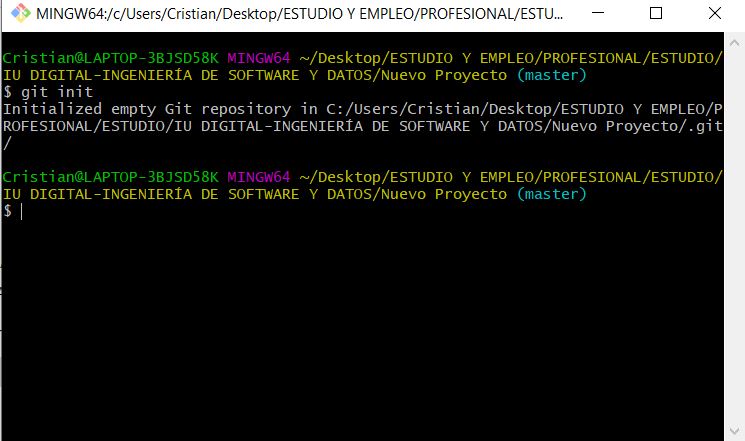 MINGW64:/c/Users/Cristian/Desktop/ESTUDIO Y EMPLEO/PROFESIONAL/ESTU...
Cristian@LAPTOP-3BJSD58K MINGW64 ~/Desktop/ESTUDIO Y EMPLEO/PROFESIONAL/ESTUDIO/
IU DIGITAL-INGENIERÍA DE SOFTWARE Y DATOS/Nuevo Proyecto (master)
$ git init
Initialized empty Git repository in C:/Users/Cristian/Desktop/ESTUDIO Y EMPLEO/P
ROFESIONAL/ESTUDIO/IU DIGITAL-INGENIERÍA DE SOFTWARE Y DATOS/Nuevo Proyecto/.git
/
Cristian@LAPTOP-3BJSD58K MINGW64 ~/Desktop/ESTUDIO Y EMPLEO/PROFESIONAL/ESTUDIO/
IU DIGITAL-INGENIERÍA DE SOFTWARE Y DATOS/Nuevo Proyecto (master)
$